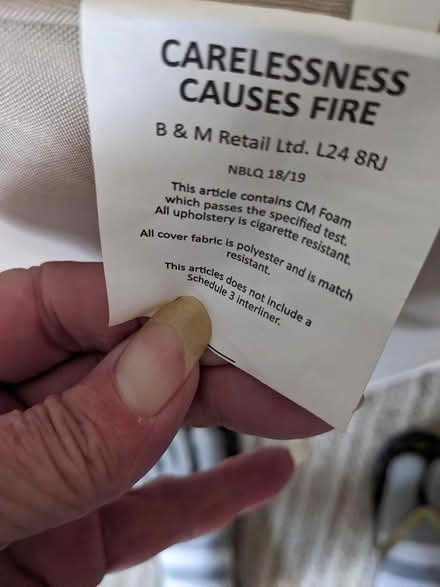 CARELESSNESS
CAUSES FIRE
B & M Retail Ltd. L24 8RJ
NBLQ 18/19
This article contains CM Foam
which passes the specified test.
All upholstery is cigarette resistant.
All cover fabric is polyester and is match
resistant.
This articles does not include a
Schedule 3 interliner.